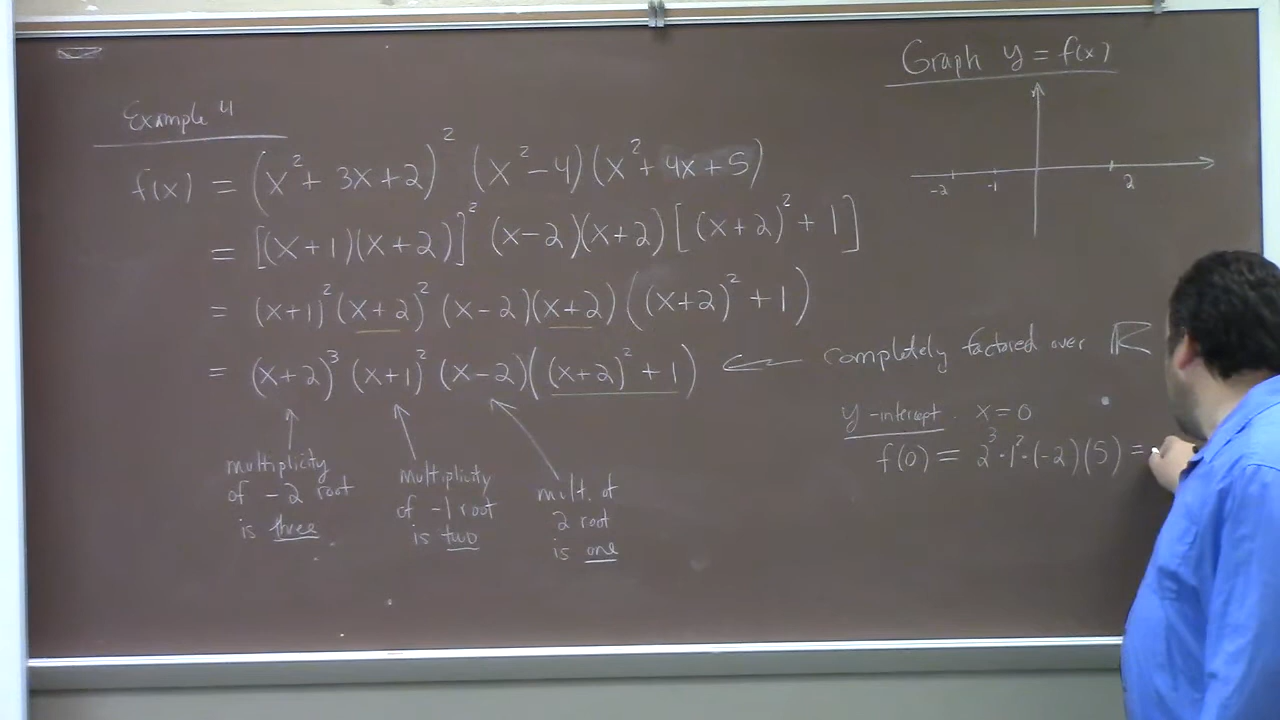 Example 4
f(x) = (x² + 3x + 2)² (x² - 4)(x² + 4x + 5)
= [(x + 1)(x + 2)]² (x - 2)(x + 2)[(x + 2)² + 1]
= (x+1)² (x+2)² (x-2)(x+2)((x+2)² + 1)
= (x+2)³ (x+1)² (x-2)((x+2)² + 1) ← completely factored over ℝ
multiplicity
of -2 root
is three
multiplicity
of -1 root
is two
mult. of
2 root
is one
Graph y = f(x)
-2 -1 2
y-intercept. x = 0
f(0) = 2³·1²·(-2)(5) =